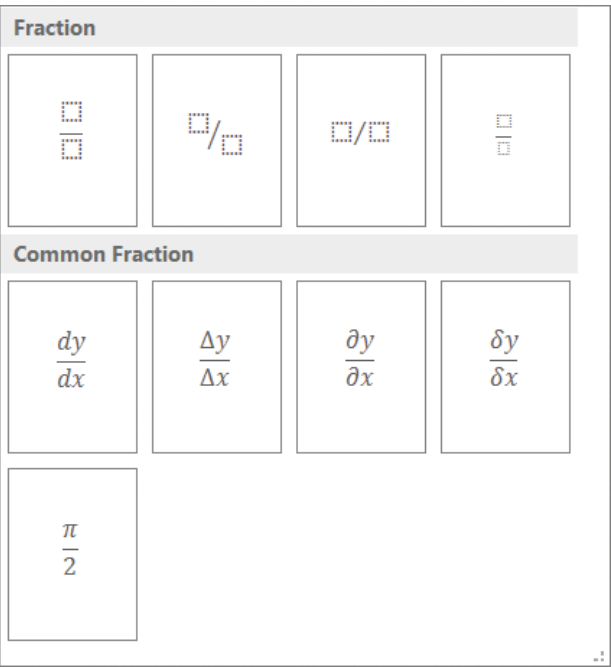 Fraction
□/□ □/□ □/□ □/□
Common Fraction
dy/dx Δy/Δx ∂y/∂x δy/δx
π/2